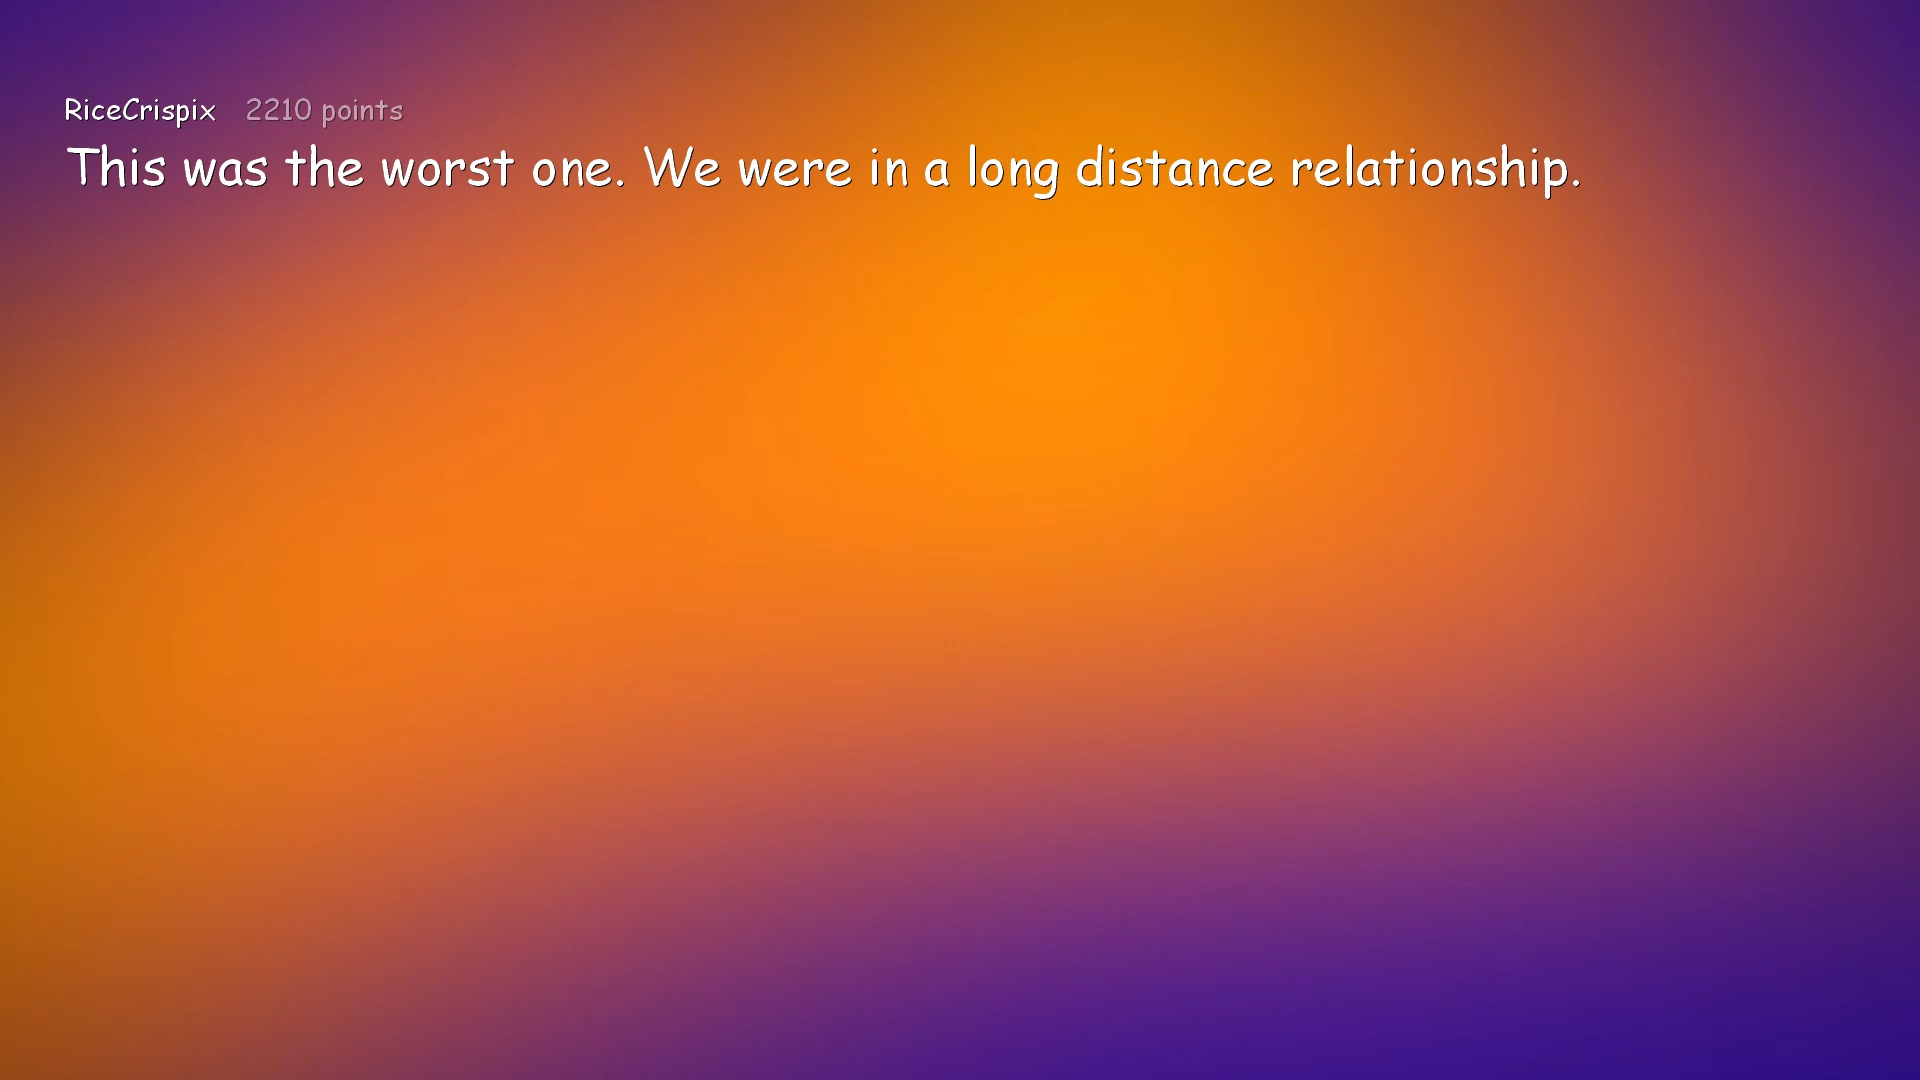 RiceCrispix 2210 points
This was the worst one. We were in a long distance relationship.